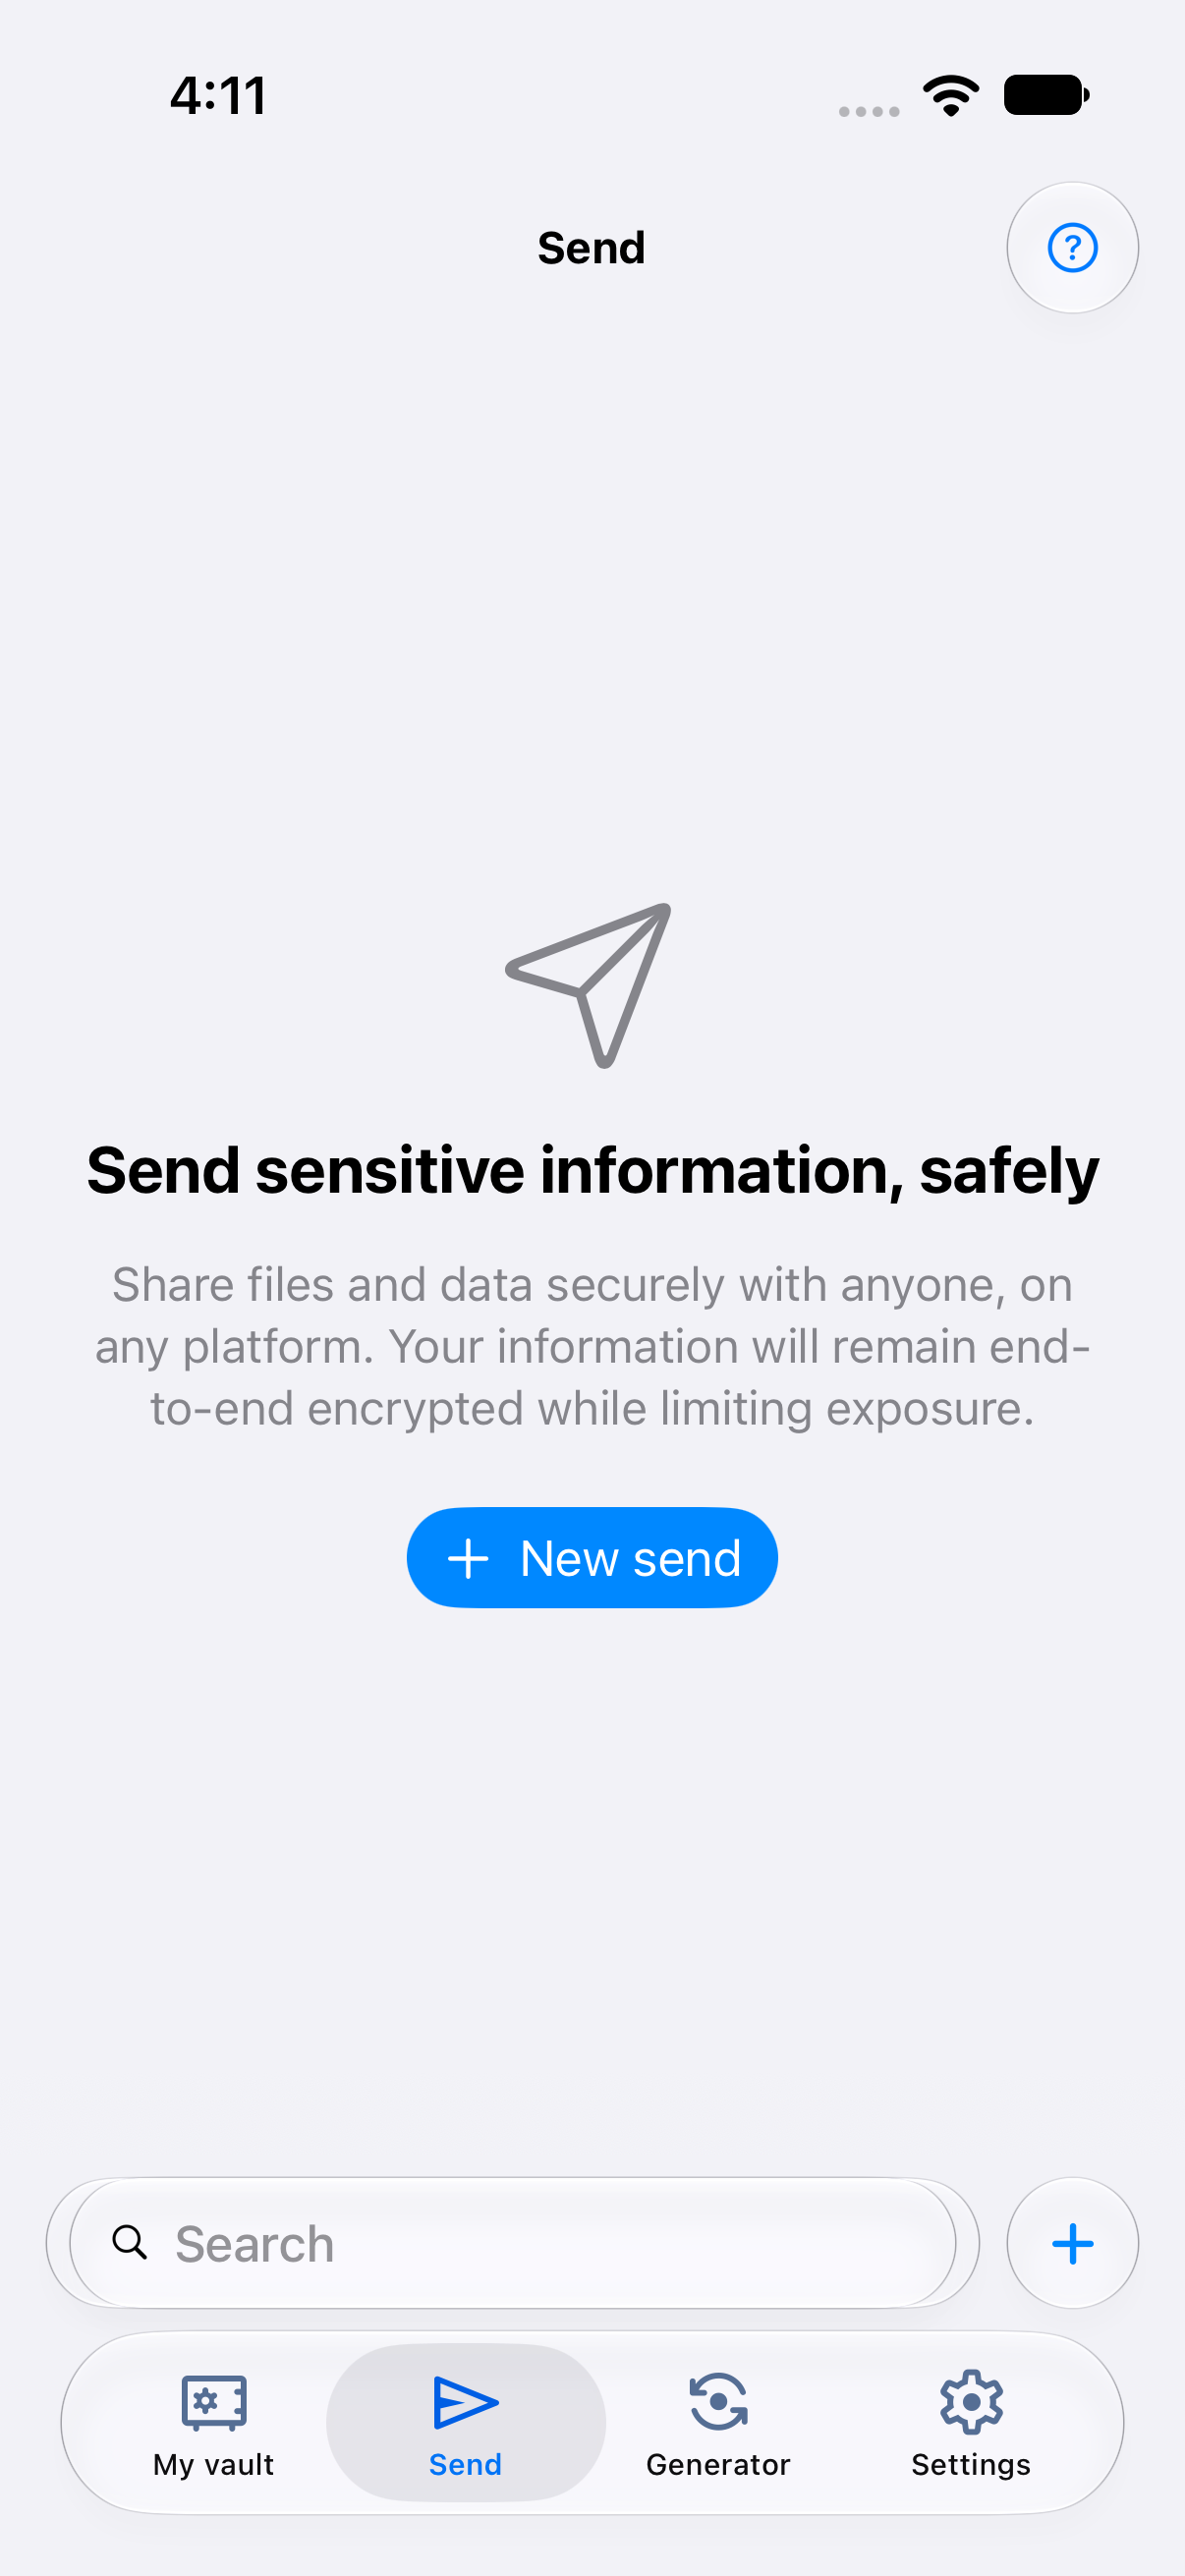 4:11
Send
Send sensitive information, safely
Share files and data securely with anyone, on
any platform. Your information will remain end-
to-end encrypted while limiting exposure.
New send
Search
My vault
Send
Generator
Settings